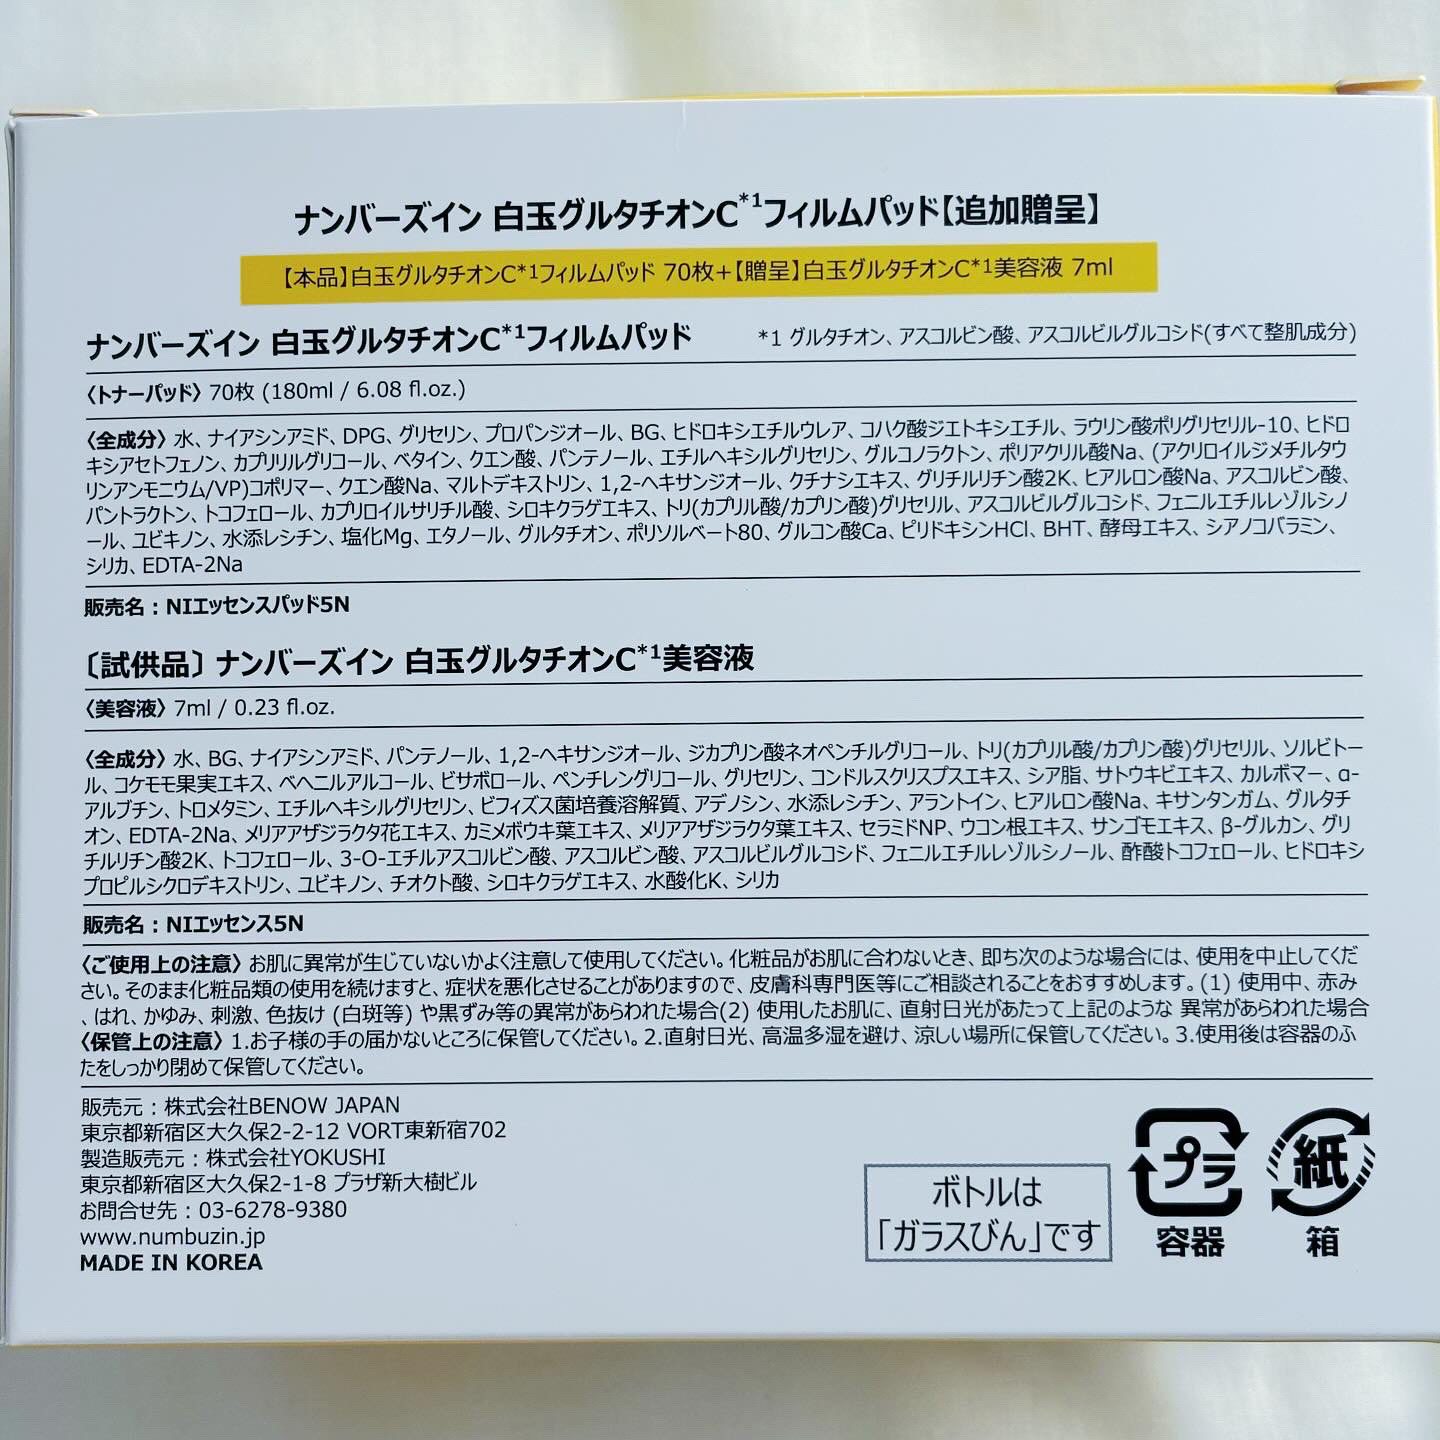 ナンバーズイン 白玉グルタチオンC*1フィルムパッド【追加贈呈】
【本品】白玉グルタチオンC*1フィルムパッド 70枚+【贈呈】白玉グルタチオンC*1美容液 7ml
ナンバーズイン 白玉グルタチオンC*1フィルムパッド
*1 グルタチオン、アスコルビン酸、アスコルビルグルコシド(すべて整肌成分)
〈トナーパッド〉 70枚 (180ml / 6.08 fl.oz.)
〈全成分〉 水、ナイアシンアミド、DPG、グリセリン、プロパンジオール、BG、ヒドロキシエチルウレア、コハク酸ジエトキシエチル、ラウリン酸ポリグリセリル-10、ヒドロ
キシアセトフェノン、カプリリルグリコール、ベタイン、クエン酸、パンテノール、エチルヘキシルグリセリン、グルコノラクトン、ポリアクリル酸Na、(アクリロイルジメチルタウ
リンアンモニウム/VP)コポリマー、クエン酸Na、マルトデキストリン、1,2-ヘキサンジオール、クチナシエキス、グリチルリチン酸2K、ヒアルロン酸Na、アスコルビン酸、
パントラクトン、トコフェロール、カプリロイルサリチル酸、シロキクラゲエキス、トリ(カプリル酸/カプリン酸)グリセリル、アスコルビルグルコシド、フェニルエチルレゾルシノ
ール、ユビキノン、水添レシチン、塩化Mg、エタノール、グルタチオン、ポリソルベート80、グルコン酸Ca、ピリドキシンHCl、BHT、酵母エキス、シアノコバラミン、
シリカ、EDTA-2Na
販売名：NIエッセンスパッド5N
〔試供品〕ナンバーズイン 白玉グルタチオンC*1美容液
〈美容液〉 7ml / 0.23 fl.oz.
〈全成分〉 水、BG、ナイアシンアミド、パンテノール、1,2-ヘキサンジオール、ジカプリン酸ネオペンチルグリコール、トリ(カプリル酸/カプリン酸)グリセリル、ソルビトー
ル、コケモモ果実エキス、ベヘニルアルコール、ビサボロール、ペンチレングリコール、グリセリン、コンドルスクリスプスエキス、シア脂、サトウキビエキス、カルボマー、α-
アルブチン、トロメタミン、エチルヘキシルグリセリン、ビフィズス菌培養溶解質、アデノシン、水添レシチン、アラントイン、ヒアルロン酸Na、キサンタンガム、グルタチ
オン、EDTA-2Na、メリアアザジラクタ花エキス、カミメボウキ葉エキス、メリアアザジラクタ葉エキス、セラミドNP、ウコン根エキス、サンゴモエキス、β-グルカン、グリ
チルリチン酸2K、トコフェロール、3-O-エチルアスコルビン酸、アスコルビン酸、アスコルビルグルコシド、フェニルエチルレゾルシノール、酢酸トコフェロール、ヒドロキシ
プロピルシクロデキストリン、ユビキノン、チオクト酸、シロキクラゲエキス、水酸化K、シリカ
販売名：NIエッセンス5N
〈ご使用上の注意〉 お肌に異常が生じていないかよく注意して使用してください。化粧品がお肌に合わないとき、即ち次のような場合には、使用を中止してくだ
さい。そのまま化粧品類の使用を続けますと、症状を悪化させることがありますので、皮膚科専門医等にご相談されることをおすすめします。(1) 使用中、赤み
、はれ、かゆみ、刺激、色抜け (白斑等) や黒ずみ等の異常があらわれた場合(2) 使用したお肌に、直射日光があたって上記のような 異常があらわれた場合
〈保管上の注意〉 1.お子様の手の届かないところに保管してください。2.直射日光、高温多湿を避け、涼しい場所に保管してください。3.使用後は容器のふ
たをしっかり閉めて保管してください。
販売元：株式会社BENOW JAPAN
東京都新宿区大久保2-2-12 VORT東新宿702
製造販売元：株式会社YOKUSHI
東京都新宿区大久保2-1-8 プラザ新大樹ビル
お問合せ先：03-6278-9380
www.numbuzin.jp
MADE IN KOREA
ボトルは
「ガラスびん」です
プラ
容器
紙
箱